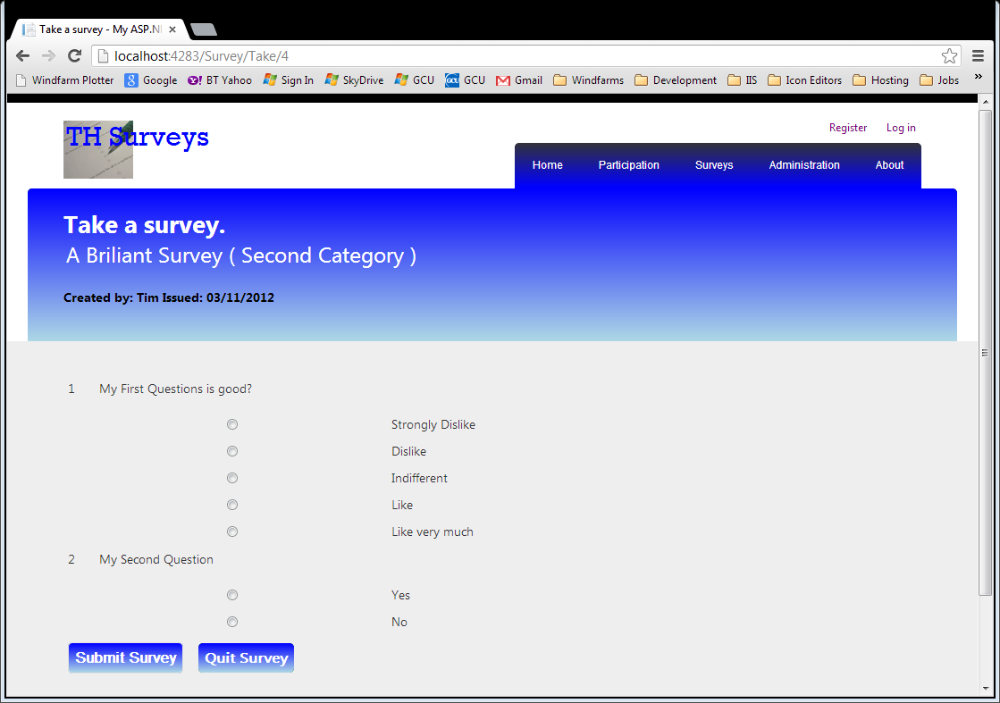 Take a survey - My ASP.N
localhost:4283/Survey/Take/4
Windfarm Plotter Google BT Yahoo Sign In SkyDrive GCU GCU Gmail Windfarms Development IIS Icon Editors Hosting Jobs »
TH Surveys
Register Log in
Home Participation Surveys Administration About
Take a survey.
A Briliant Survey ( Second Category )
Created by: Tim Issued: 03/11/2012
1 My First Questions is good?
Strongly Dislike
Dislike
Indifferent
Like
Like very much
2 My Second Question
Yes
No
Submit Survey Quit Survey